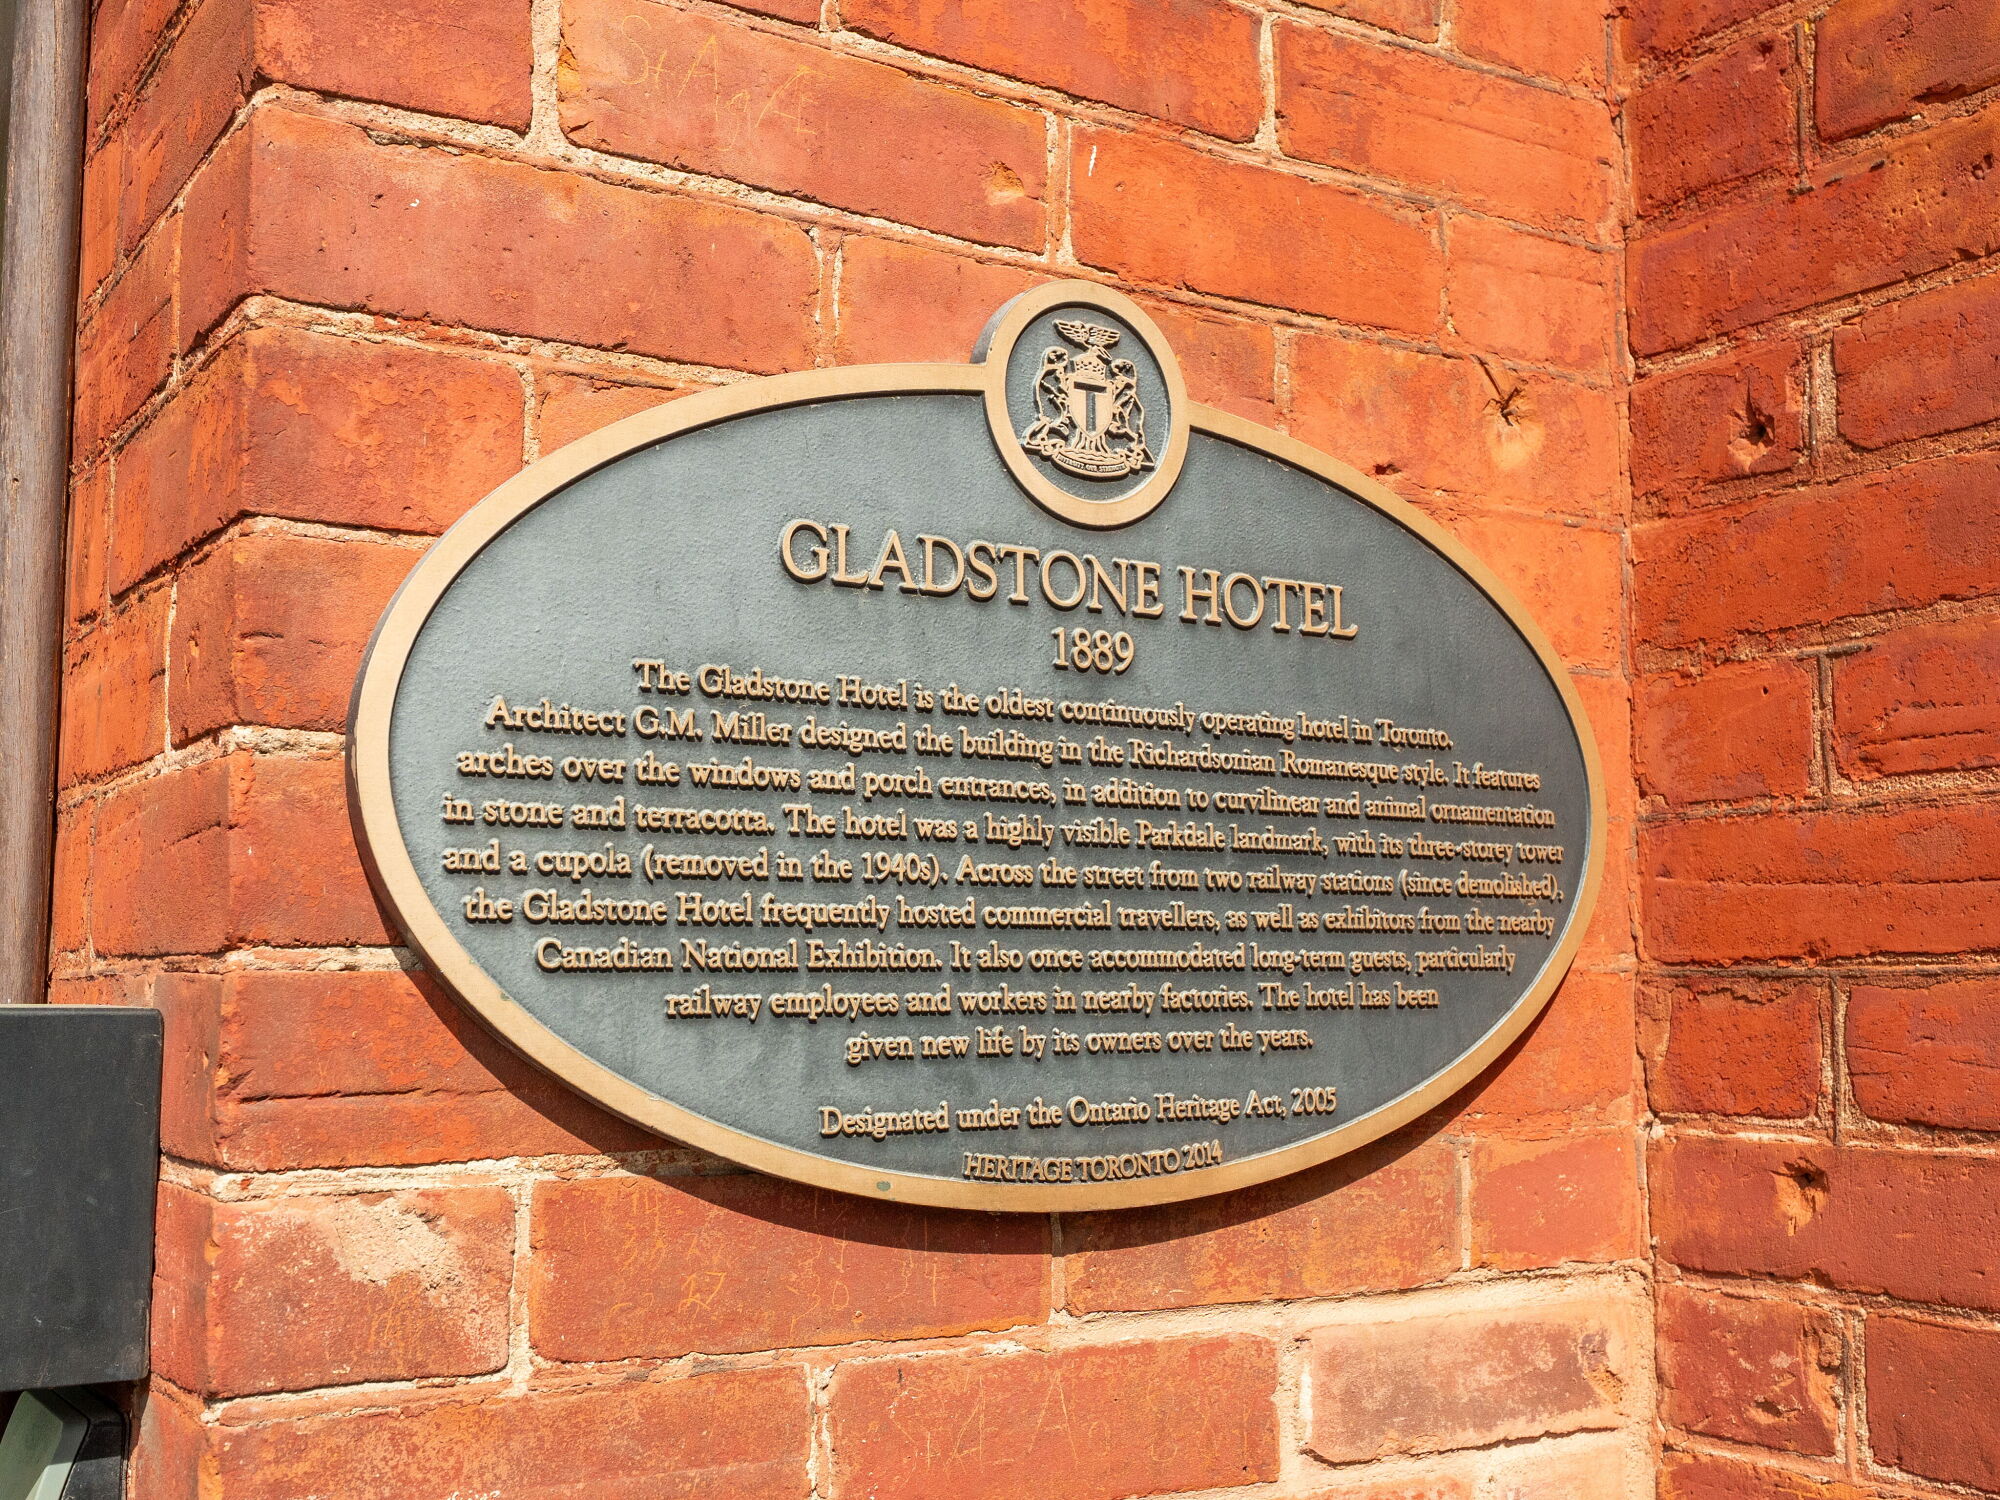 DIVERSITY OUR STRENGTH
GLADSTONE HOTEL
1889
The Gladstone Hotel is the oldest continuously operating hotel in Toronto.
Architect G.M. Miller designed the building in the Richardsonian Romanesque style. It features
arches over the windows and porch entrances, in addition to curvilinear and animal ornamentation
in stone and terracotta. The hotel was a highly visible Parkdale landmark, with its three-storey tower
and a cupola (removed in the 1940s). Across the street from two railway stations (since demolished),
the Gladstone Hotel frequently hosted commercial travellers, as well as exhibitors from the nearby
Canadian National Exhibition. It also once accommodated long-term guests, particularly
railway employees and workers in nearby factories. The hotel has been
given new life by its owners over the years.
Designated under the Ontario Heritage Act, 2005
HERITAGE TORONTO 2014